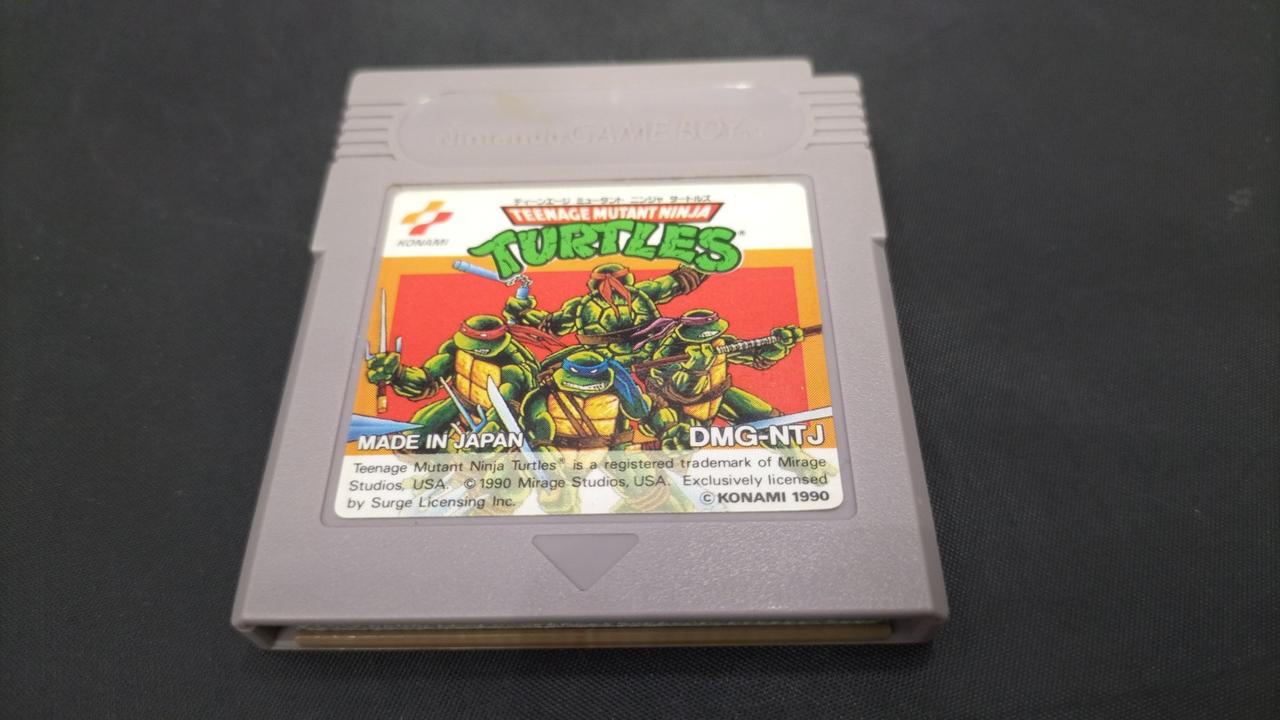 Nintendo GAME BOY TM
ティーンエージ ミュータント ニンジャ タートルズ
TEENAGE MUTANT NINJA
TURTLES®
KONAMI
MADE IN JAPAN
DMG-NTJ
Teenage Mutant Ninja Turtles® is a registered trademark of Mirage
Studios, USA. ©1990 Mirage Studios, USA. Exclusively licensed
by Surge Licensing Inc.
©KONAMI 1990